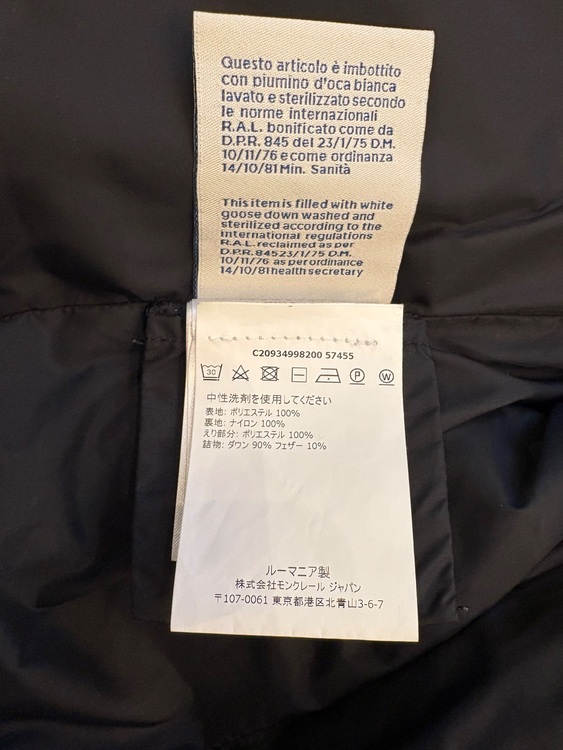 Questo articolo è imbottito
con piumino d'oca bianca
lavato e sterilizzato secondo
le norme internazionali
R.A.L. bonificato come da
D.P.R. 845 del 23/1/75 D.M.
10/11/76 e come ordinanza
14/10/81 Min. Sanità
This item is filled with white
goose down washed and
sterilized according to the
international regulations
R.A.L. reclaimed as per
D.P.R. 84523/1/75 D.M.
10/11/76 as per ordinance
14/10/81 health secretary
C20934998200 57455
30 P W
中性洗剤を使用してください
表地: ポリエステル 100%
裏地: ナイロン 100%
えり部分: ポリエステル 100%
詰物: ダウン 90% フェザー 10%
ルーマニア製
株式会社モンクレール ジャパン
〒107-0061 東京都港区北青山3-6-7